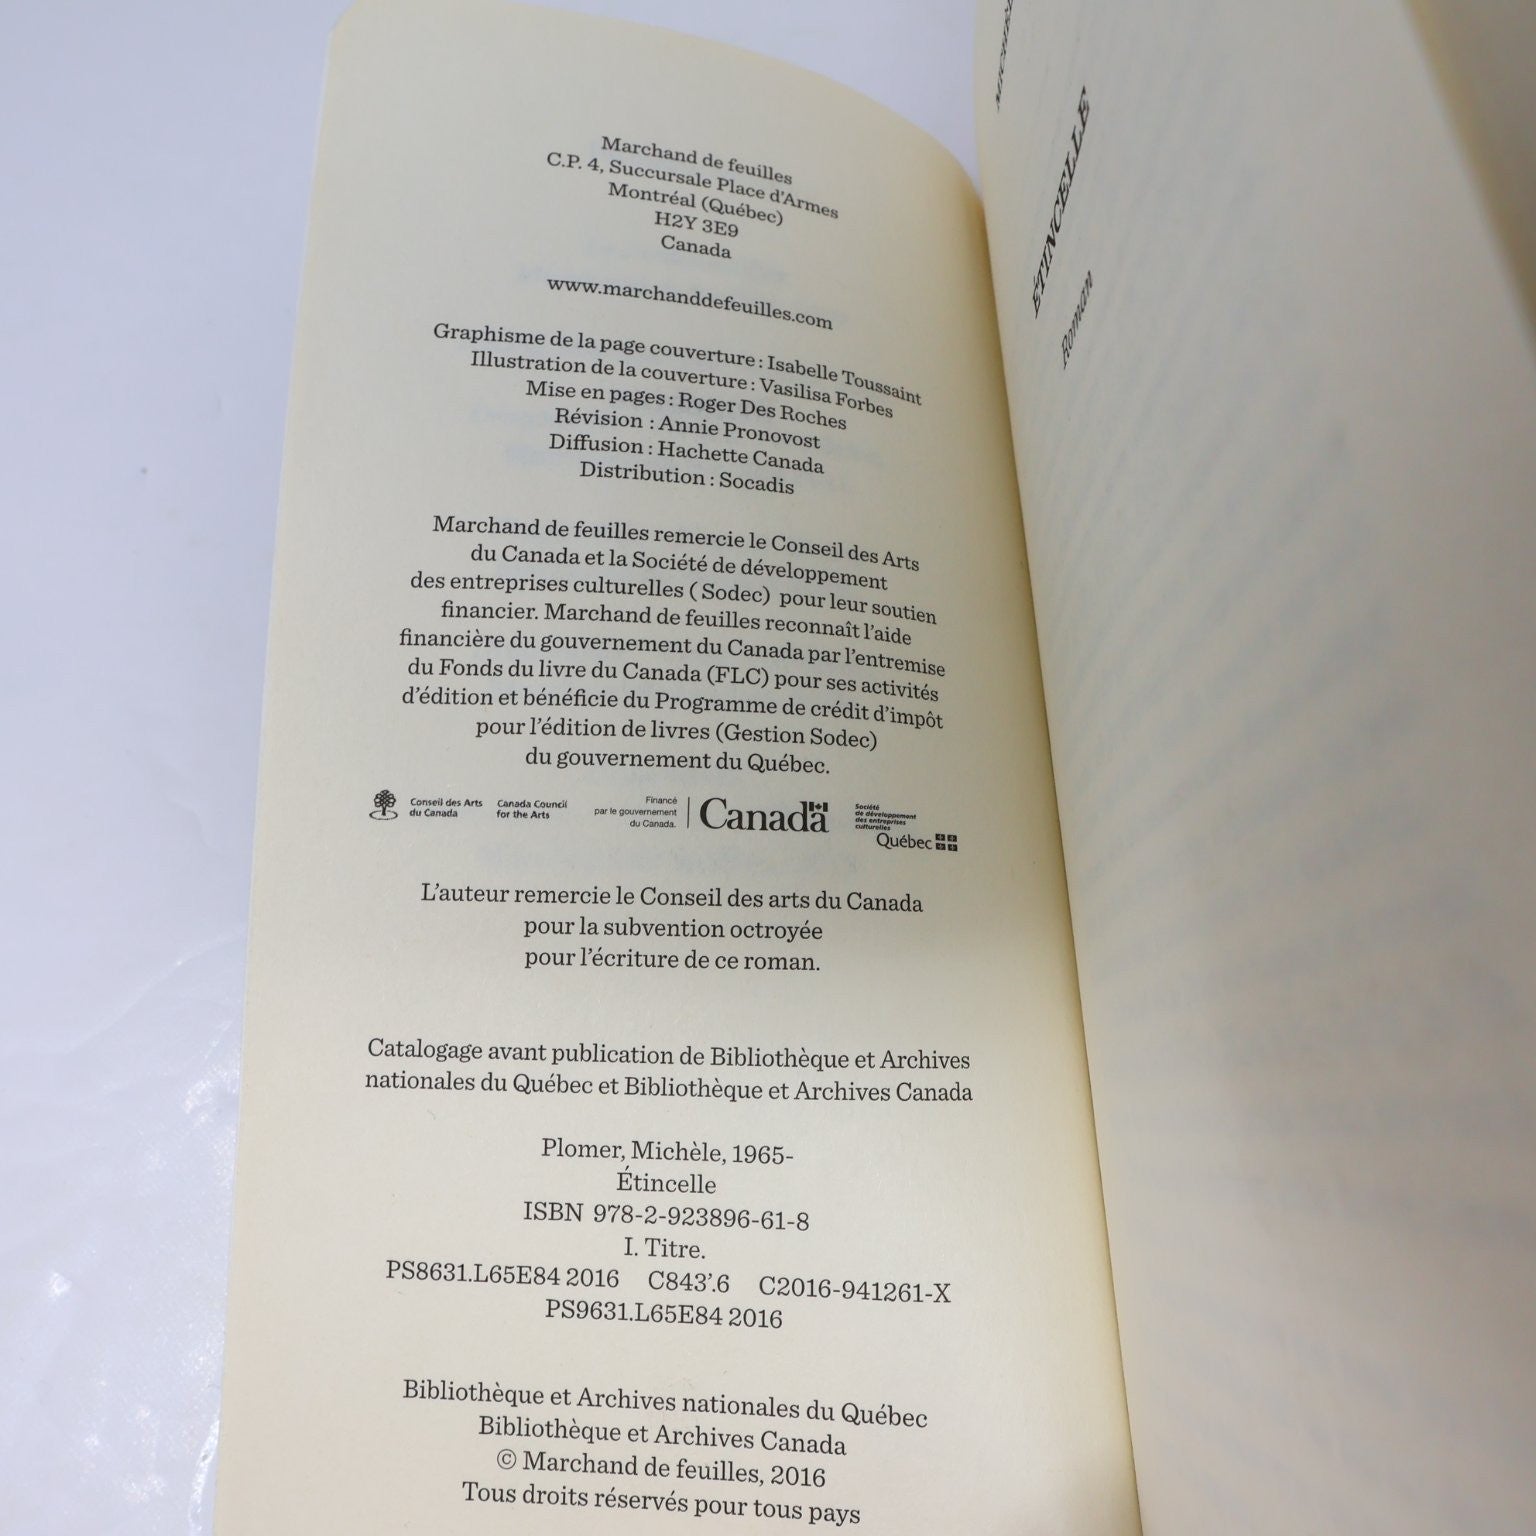 Marchand de feuilles
C.P. 4, Succursale Place d'Armes
Montréal (Québec)
H2Y 3E9
Canada
www.marchanddefeuilles.com
Graphisme de la page couverture : Isabelle Toussaint
Illustration de la couverture : Vasilisa Forbes
Mise en pages : Roger Des Roches
Révision : Annie Pronovost
Diffusion : Hachette Canada
Distribution : Socadis
Marchand de feuilles remercie le Conseil des Arts
du Canada et la Société de développement
des entreprises culturelles ( Sodec) pour leur soutien
financier. Marchand de feuilles reconnaît l'aide
financière du gouvernement du Canada par l'entremise
du Fonds du livre du Canada (FLC) pour ses activités
d'édition et bénéficie du Programme de crédit d'impôt
pour l'édition de livres (Gestion Sodec)
du gouvernement du Québec.
Conseil des Arts
du Canada
Canada Council
for the Arts
Financé
par le gouvernement
du Canada.
Canada
Société
de développement
des entreprises
culturelles
Québec
L'auteur remercie le Conseil des arts du Canada
pour la subvention octroyée
pour l'écriture de ce roman.
Catalogage avant publication de Bibliothèque et Archives
nationales du Québec et Bibliothèque et Archives Canada
Plomer, Michèle, 1965-
Étincelle
ISBN 978-2-923896-61-8
I. Titre.
PS8631.L65E84 2016 C843'.6 C2016-941261-X
PS9631.L65E84 2016
Bibliothèque et Archives nationales du Québec
Bibliothèque et Archives Canada
© Marchand de feuilles, 2016
Tous droits réservés pour tous pays
ÉTINCELLE
Roman